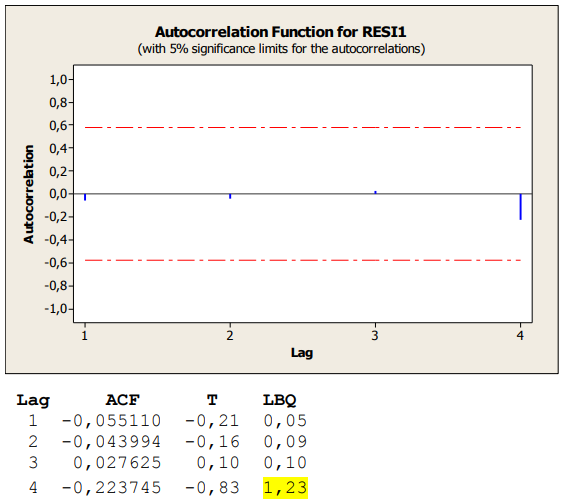 Autocorrelation Function for RESI1
(with 5% significance limits for the autocorrelations)
1,0
0,8
0,6
0,4
0,2
0,0
-0,2
-0,4
-0,6
-0,8
-1,0
Autocorrelation
1 2 3 4
Lag
Lag ACF T LBQ
1 -0,055110 -0,21 0,05
2 -0,043994 -0,16 0,09
3 0,027625 0,10 0,10
4 -0,223745 -0,83 1,23